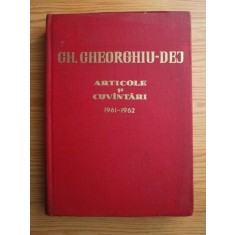 GH. GHEORGHIU-DEJ
ARTICOLE
ȘI
CUVÎNTĂRI
1961-1962